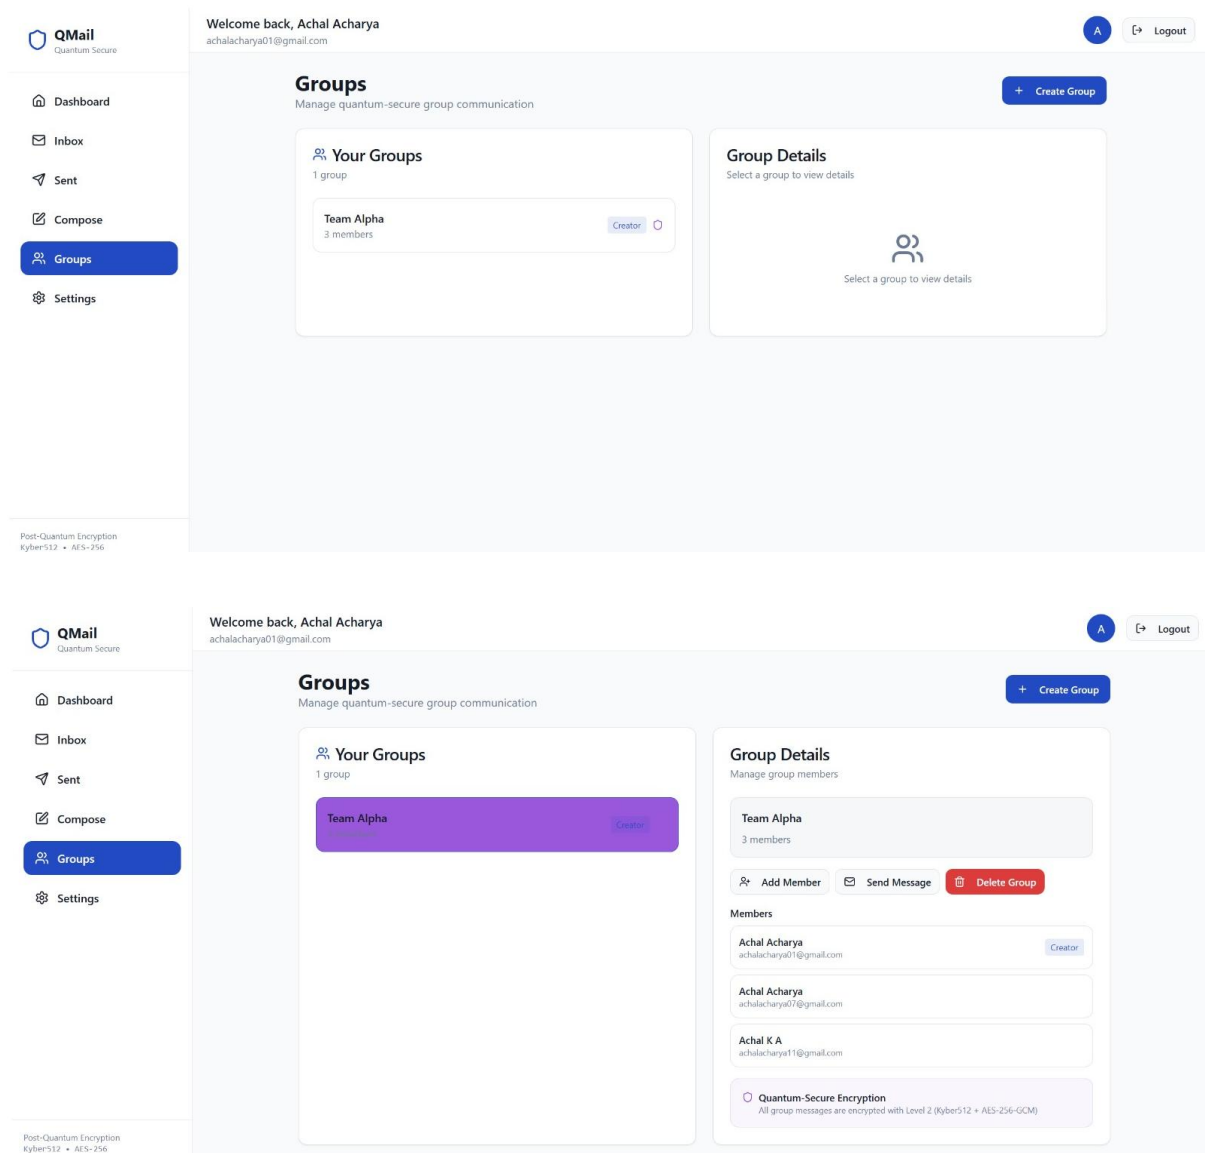 QMail
Quantum Secure
Welcome back, Achal Acharya
achalacharya01@gmail.com
A
Logout
Dashboard
Inbox
Sent
Compose
Groups
Settings
Post-Quantum Encryption
Kyber512 • AES-256
Groups
Manage quantum-secure group communication
+ Create Group
Your Groups
1 group
Team Alpha
3 members
Creator
Group Details
Select a group to view details
Select a group to view details
QMail
Quantum Secure
Welcome back, Achal Acharya
achalacharya01@gmail.com
A
Logout
Dashboard
Inbox
Sent
Compose
Groups
Settings
Post-Quantum Encryption
Kyber512 • AES-256
Groups
Manage quantum-secure group communication
+ Create Group
Your Groups
1 group
Team Alpha
Creator
Group Details
Manage group members
Team Alpha
3 members
Add Member
Send Message
Delete Group
Members
Achal Acharya
achalacharya01@gmail.com
Creator
Achal Acharya
achalacharya07@gmail.com
Achal K A
achalacharya11@gmail.com
Quantum-Secure Encryption
All group messages are encrypted with Level 2 (Kyber512 + AES-256-GCM)